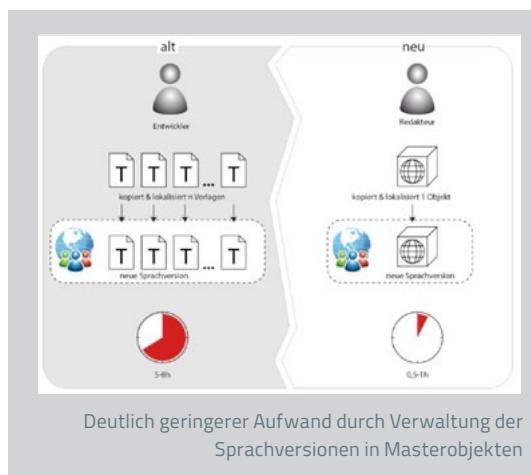 alt
neu
Entwickler
Redakteur
T T T ... T
kopiert & lokalisiert n Vorlagen
kopiert & lokalisiert 1 Objekt
T T T ... T
neue Sprachversion
neue Sprachversion
5-8h
0,5-1h
Deutlich geringerer Aufwand durch Verwaltung der
Sprachversionen in Masterobjekten